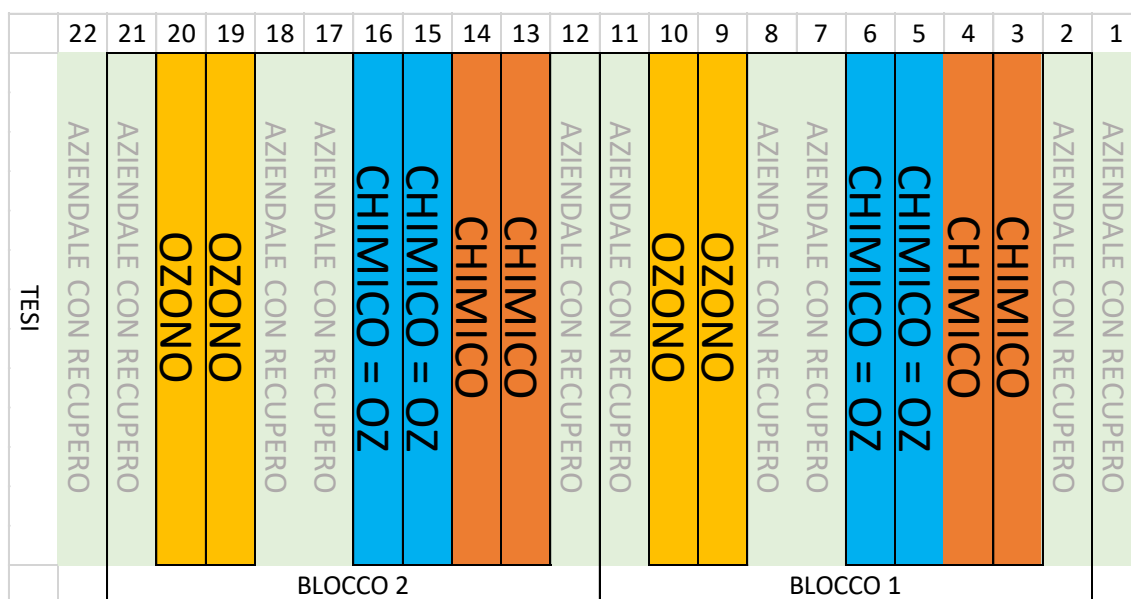 22 21 20 19 18 17 16 15 14 13 12 11 10 9 8 7 6 5 4 3 2 1
TESI
AZIENDALE CON RECUPERO
AZIENDALE CON RECUPERO
OZONO
OZONO
AZIENDALE CON RECUPERO
AZIENDALE CON RECUPERO
CHIMICO = OZ
CHIMICO = OZ
CHIMICO
CHIMICO
AZIENDALE CON RECUPERO
AZIENDALE CON RECUPERO
OZONO
OZONO
AZIENDALE CON RECUPERO
AZIENDALE CON RECUPERO
CHIMICO = OZ
CHIMICO = OZ
CHIMICO
CHIMICO
AZIENDALE CON RECUPERO
AZIENDALE CON RECUPERO
BLOCCO 2 BLOCCO 1